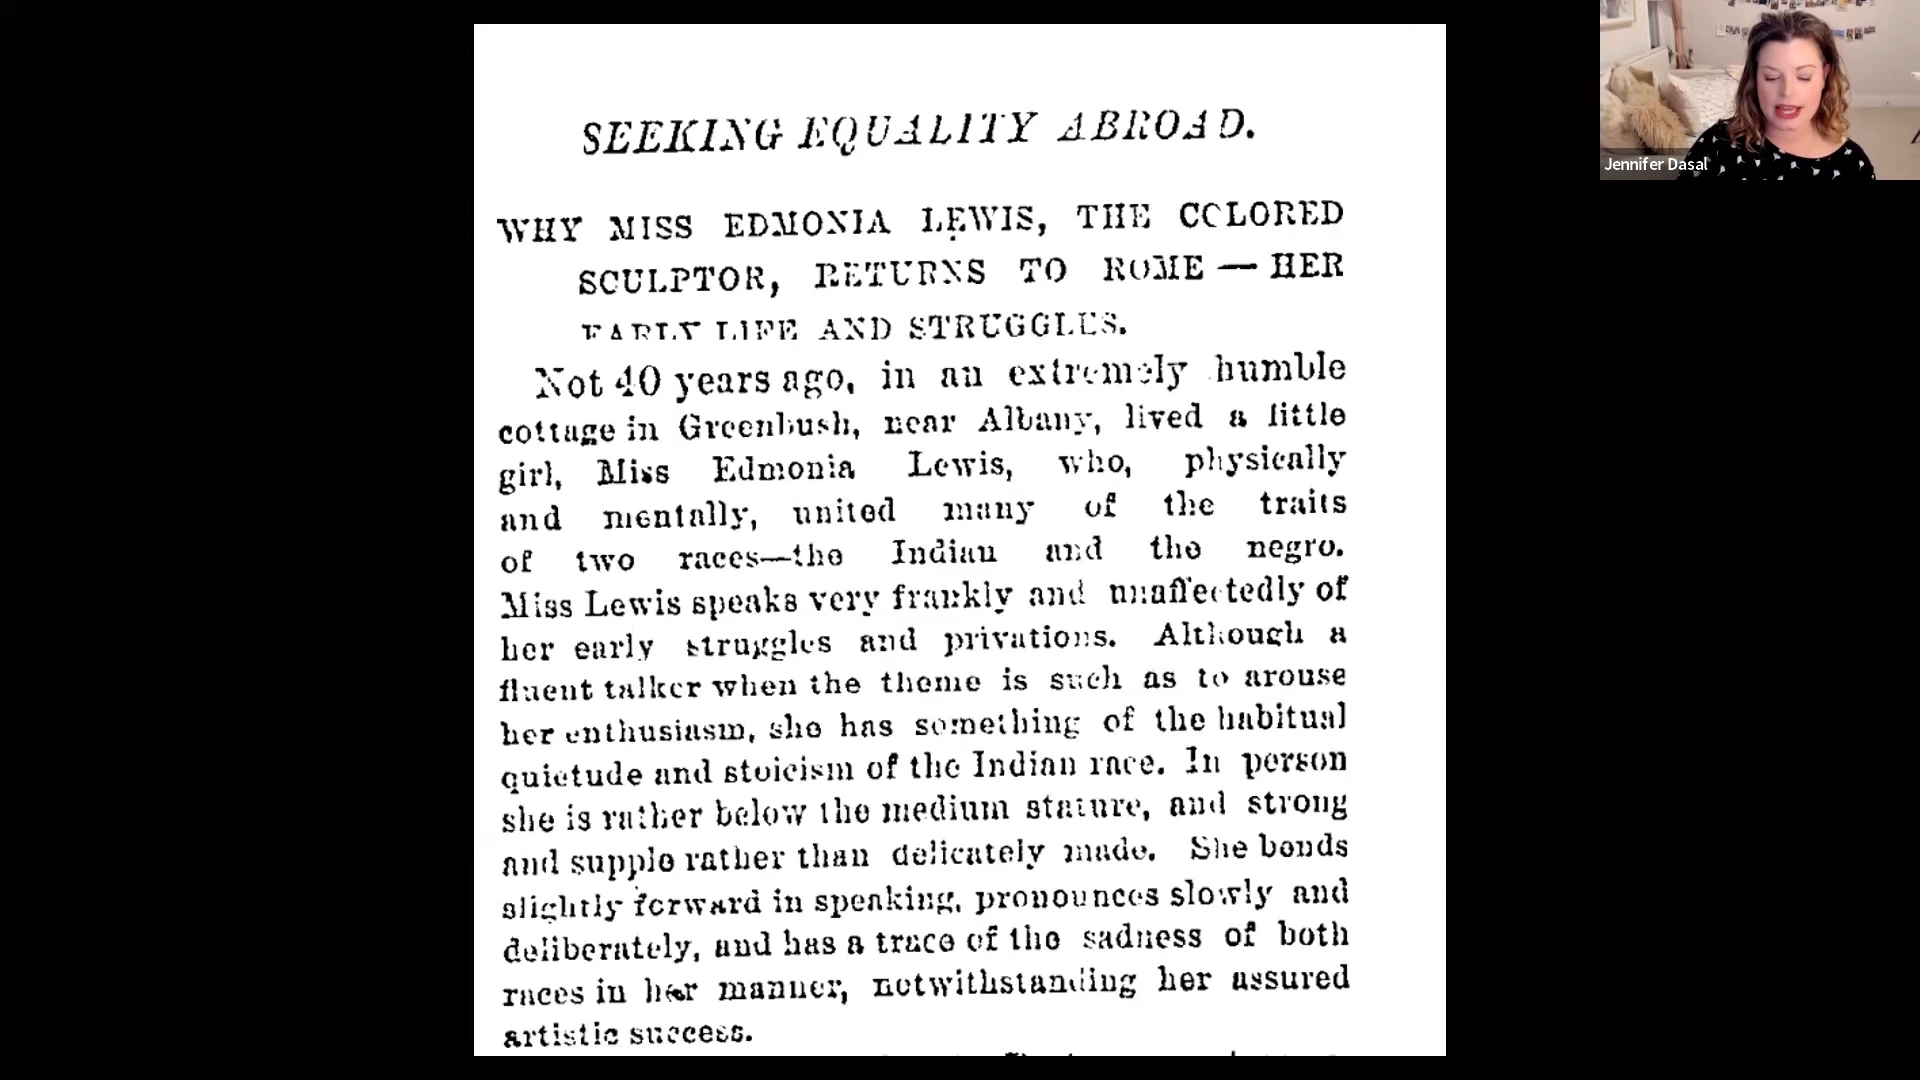 SEEKING EQUALITY ABROAD.
WHY MISS EDMONIA LEWIS, THE COLORED
SCULPTOR, RETURNS TO ROME — HER
EARLY LIFE AND STRUGGLES.
Not 40 years ago, in an extremely humble
cottage in Greenbush, near Albany, lived a little
girl, Miss Edmonia Lewis, who, physically
and mentally, united many of the traits
of two races—the Indian and the negro.
Miss Lewis speaks very frankly and unaffectedly of
her early struggles and privations. Although a
fluent talker when the theme is such as to arouse
her enthusiasm, she has something of the habitual
quietude and stoicism of the Indian race. In person
she is rather below the medium stature, and strong
and supple rather than delicately made. She bends
slightly forward in speaking, pronounces slowly and
deliberately, and has a trace of the sadness of both
races in her manner, notwithstanding her assured
artistic success.
Jennifer Dasal